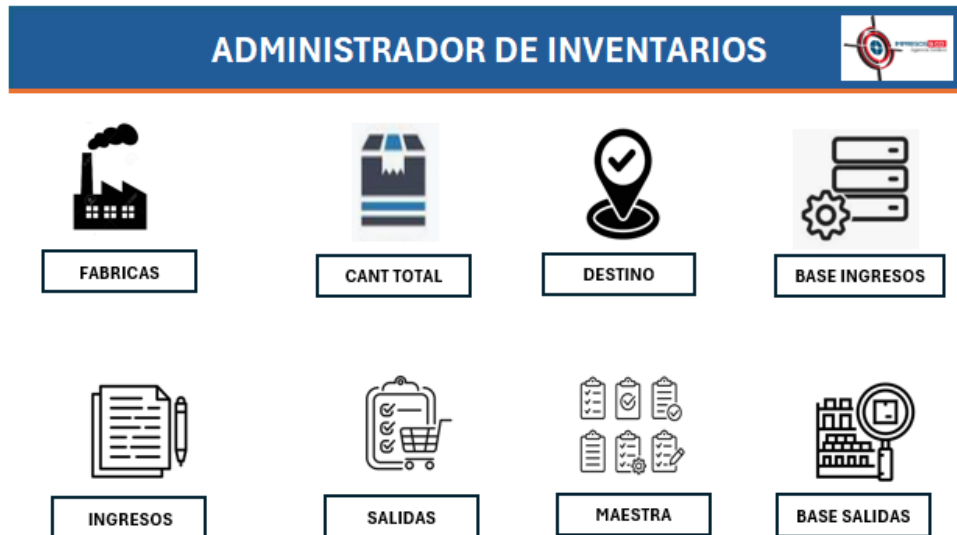 ADMINISTRADOR DE INVENTARIOS
FABRICAS
CANT TOTAL
DESTINO
BASE INGRESOS
INGRESOS
SALIDAS
MAESTRA
BASE SALIDAS